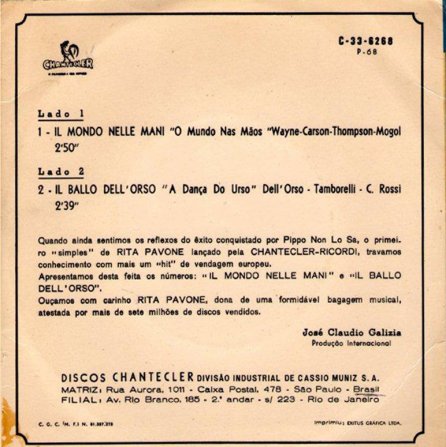 C-33-6268
P-68
CHANTECLER
Lado 1
1 - IL MONDO NELLE MANI "O Mundo Nas Mãos "Wayne-Carson-Thompson-Mogol
2'50"
Lado 2
2 - IL BALLO DELL'ORSO "A Dança Do Urso" Dell'Orso - Tamborelli - C. Rossi
2'39"
Quando ainda sentimos os reflexos do êxito conquistado por Pippo Non Lo Sa, o primei-
ro "simples" de RITA PAVONE lançado pela CHANTECLER-RICORDI, travamos
conhecimento com mais um "hit" de vendagem europeu.
Apresentamos desta feita os números: "IL MONDO NELLE MANI" e "IL BALLO
DELL'ORSO".
Ouçamos com carinho RITA PAVONE, dona de uma formidável bagagem musical,
atestada por mais de sete milhões de discos vendidos.
José Claudio Galizia
Produção Internacional
DISCOS CHANTECLER DIVISÃO INDUSTRIAL DE CASSIO MUNIZ S. A.
MATRIZ: Rua Aurora, 1011 - Caixa Postal, 478 - São Paulo - Brasil
FILIAL: Av. Rio Branco, 185 - 2.º andar - s/ 223 - Rio de Janeiro
C. G. C. (M. F.) N.
Imprimiu: EXITUS GRÁFICA LTDA.